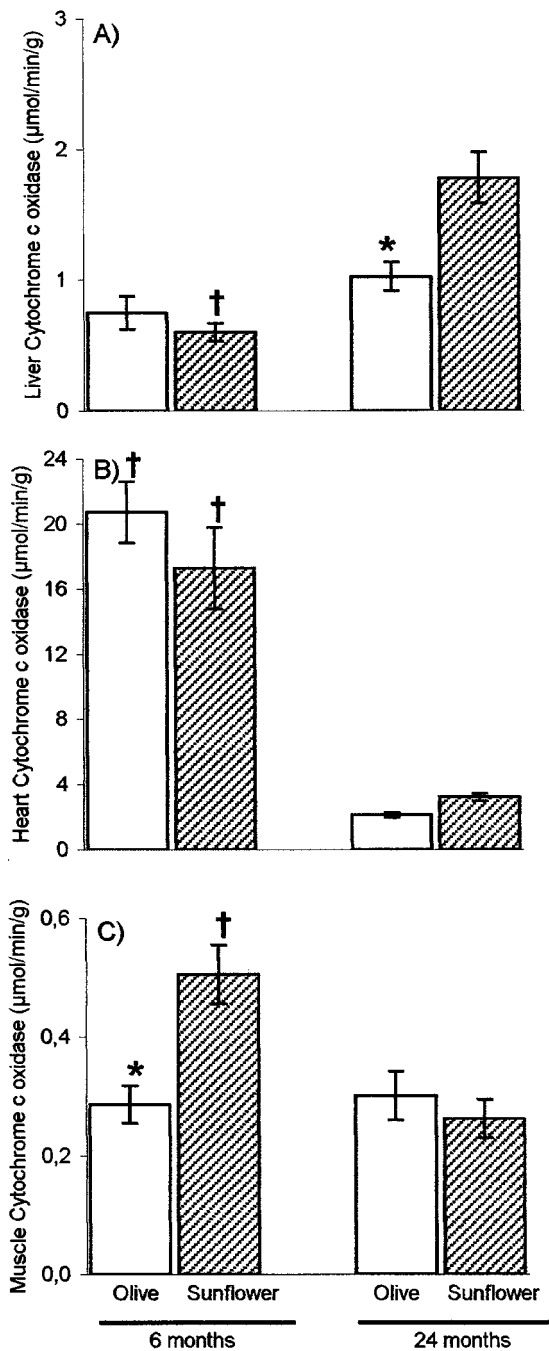 A)
Liver Cytochrome c oxidase (µmol/min/g)
3
2
1
0
†
*
B)
Heart Cytochrome c oxidase (µmol/min/g)
24
20
16
12
8
4
0
†
†
C)
Muscle Cytochrome c oxidase (µmol/min/g)
0,6
0,4
0,2
0,0
*
†
Olive Sunflower Olive Sunflower
6 months 24 months